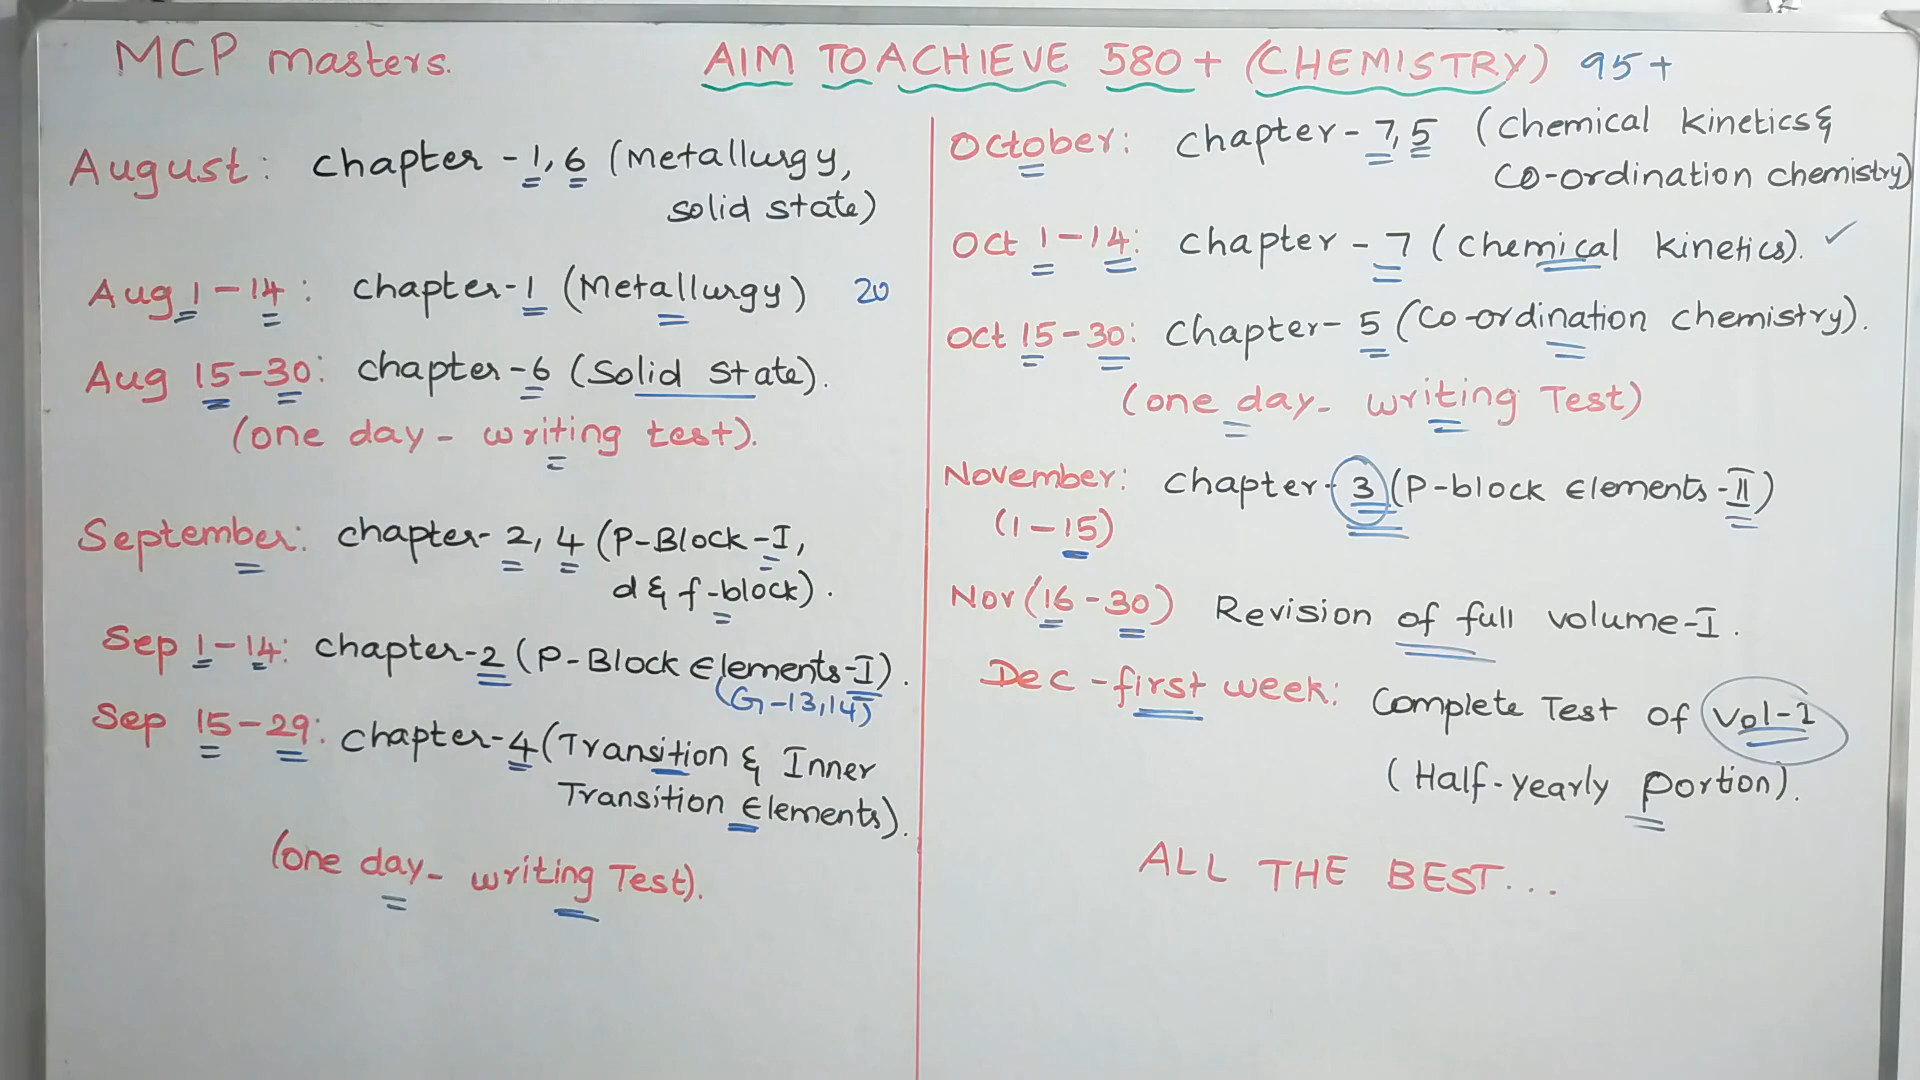 MCP masters.
AIM TO ACHIEVE 580+ (CHEMISTRY) 95+
August: chapter -1,6 (Metallurgy,
solid state)
Aug 1-14: chapter-1 (Metallurgy) 20
Aug 15-30: chapter-6 (Solid State).
(one day- writing test).
September: chapter- 2, 4 (P-Block-I,
d & f-block).
Sep 1-14: chapter-2 (P-Block Elements-I).
(G-13,14)
Sep 15-29: chapter-4 (Transition & Inner
Transition Elements).
(one day- writing Test).
October: chapter-7,5 (Chemical kinetics &
Co-ordination chemistry)
Oct 1-14: chapter-7 (chemical kinetics). ✓
Oct 15-30: chapter- 5 (Co-ordination chemistry).
(one day- writing Test)
November: chapter-3 (P-block Elements-II)
(1-15)
Nov (16-30) Revision of full volume-I.
Dec -first week: Complete Test of Vol-1
(Half-yearly portion).
ALL THE BEST...